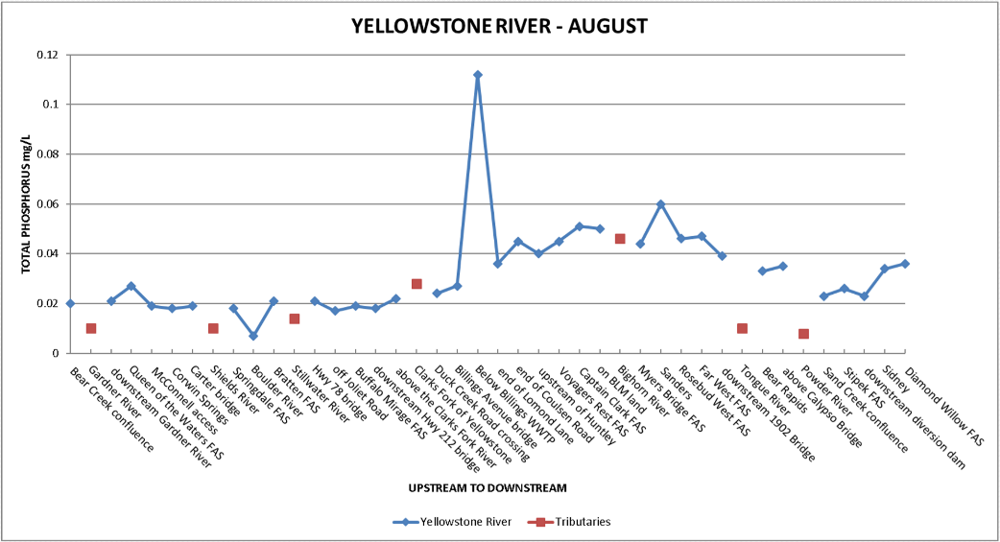 YELLOWSTONE RIVER - AUGUST
TOTAL PHOSPHORUS mg/L
0.12
0.1
0.08
0.06
0.04
0.02
0
Bear Creek confluence
Gardner River
downstream Gardner River
Queen of the Waters FAS
McConnell access
Corwin Springs
Carter bridge
Shields River
Springdale FAS
Boulder River
Bratten FAS
Stillwater River
Hwy 78 bridge
off Joliet Road
Buffalo Mirage FAS
downstream Hwy 212 bridge
above the Clarks Fork River
Clarks Fork of Yellowstone
Duck Creek Road crossing
Billings Avenue bridge
Below Billings WWTP
end of Lomond Lane
end of Coulsen Road
upstream of Huntley
Voyagers Rest FAS
Captain Clark FAS
on BLM island
Bighorn River
Myers Bridge FAS
Sanders
Rosebud West FAS
Far West FAS
downstream 1902 Bridge
Tongue River
Bear Rapids
above Calypso Bridge
Powder River
Sand Creek confluence
Stipek FAS
downstream diversion dam
Sidney
Diamond Willow FAS
UPSTREAM TO DOWNSTREAM
Yellowstone River
Tributaries